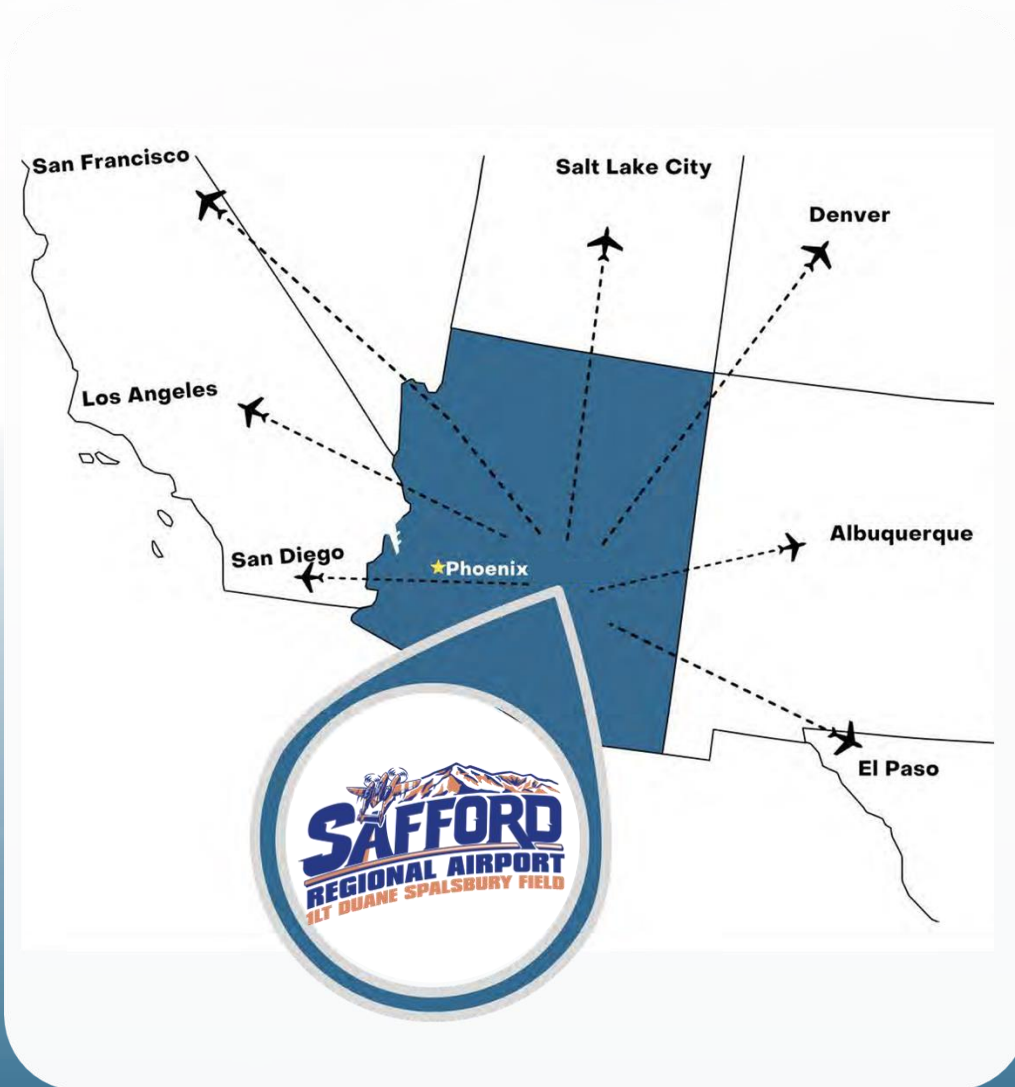 San Francisco
Salt Lake City
Denver
Los Angeles
Albuquerque
San Diego
Phoenix
El Paso
SAFFORD
REGIONAL AIRPORT
1LT DUANE SPALSBURY FIELD